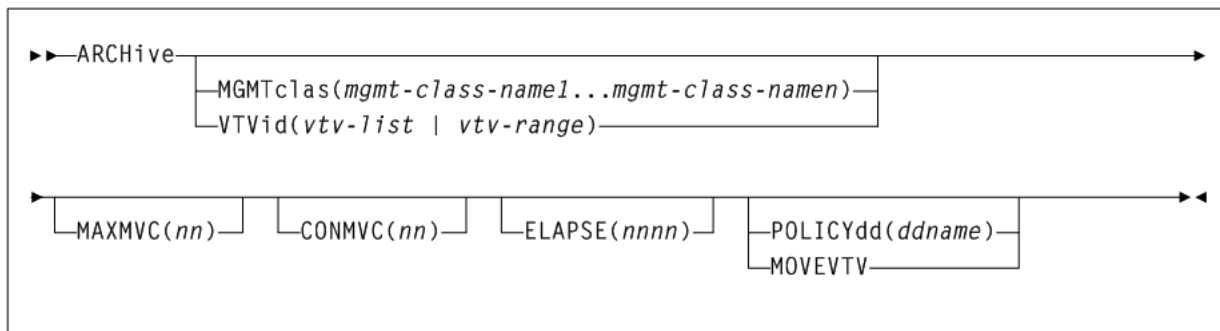 ARCHive
MGMTclas(mgmt-class-name1...mgmt-class-namen)
VTVid(vtv-list | vtv-range)
MAXMVC(nn) CONMVC(nn) ELAPSE(nnnn) POLICYdd(ddname)
MOVEVTV